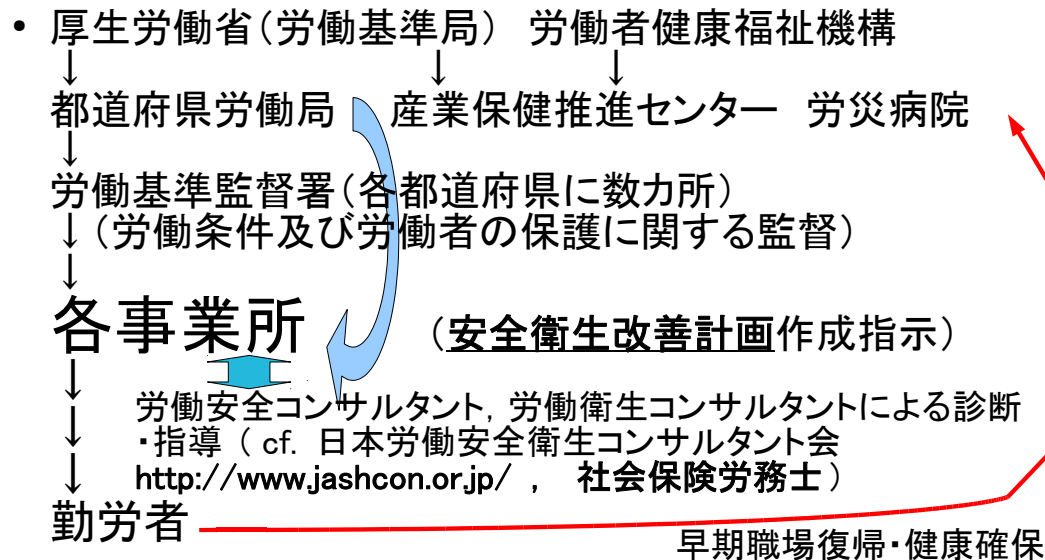 • 厚生労働省（労働基準局） 労働者健康福祉機構
↓ ↓ ↓
都道府県労働局 産業保健推進センター 労災病院
↓
労働基準監督署（各都道府県に数カ所）
↓（労働条件及び労働者の保護に関する監督）
↓
各事業所 （安全衛生改善計画作成指示）
↓ 労働安全コンサルタント，労働衛生コンサルタントによる診断
↓ ・指導（ cf. 日本労働安全衛生コンサルタント会
↓ http://www.jashcon.or.jp/ ， 社会保険労務士）
勤労者
早期職場復帰・健康確保